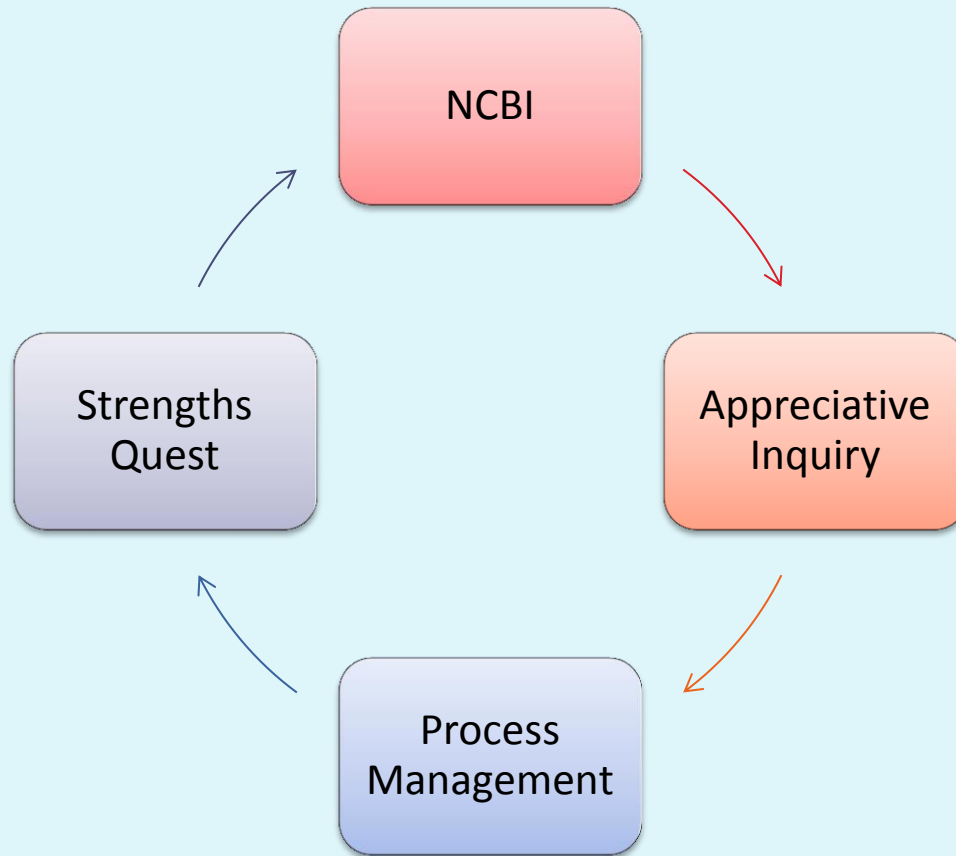 NCBI
Appreciative
Inquiry
Process
Management
Strengths
Quest